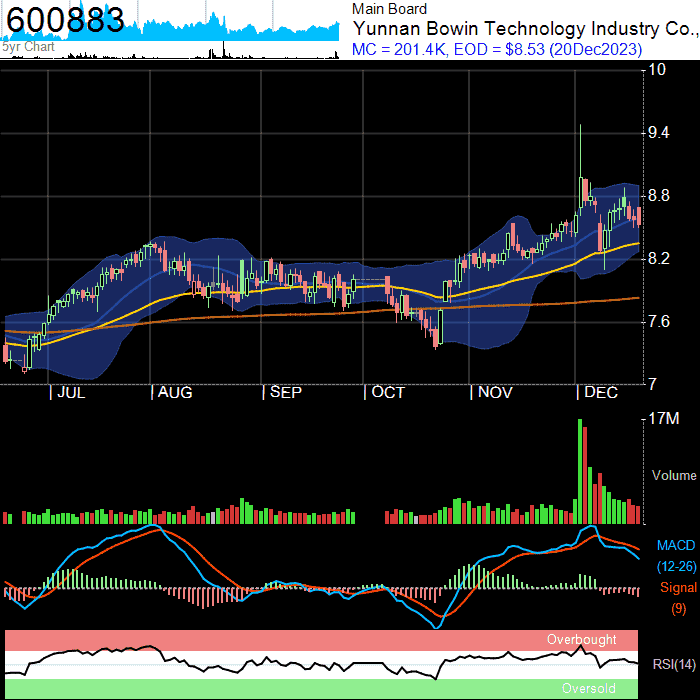 600883
5yr Chart
Main Board
Yunnan Bowin Technology Industry Co.,
MC = 201.4K, EOD = $8.53 (20Dec2023)
10
9.4
8.8
8.2
7.6
7
JUL AUG SEP OCT NOV DEC
17M
Volume
MACD
(12-26)
Signal
(9)
Overbought
RSI(14)
Oversold